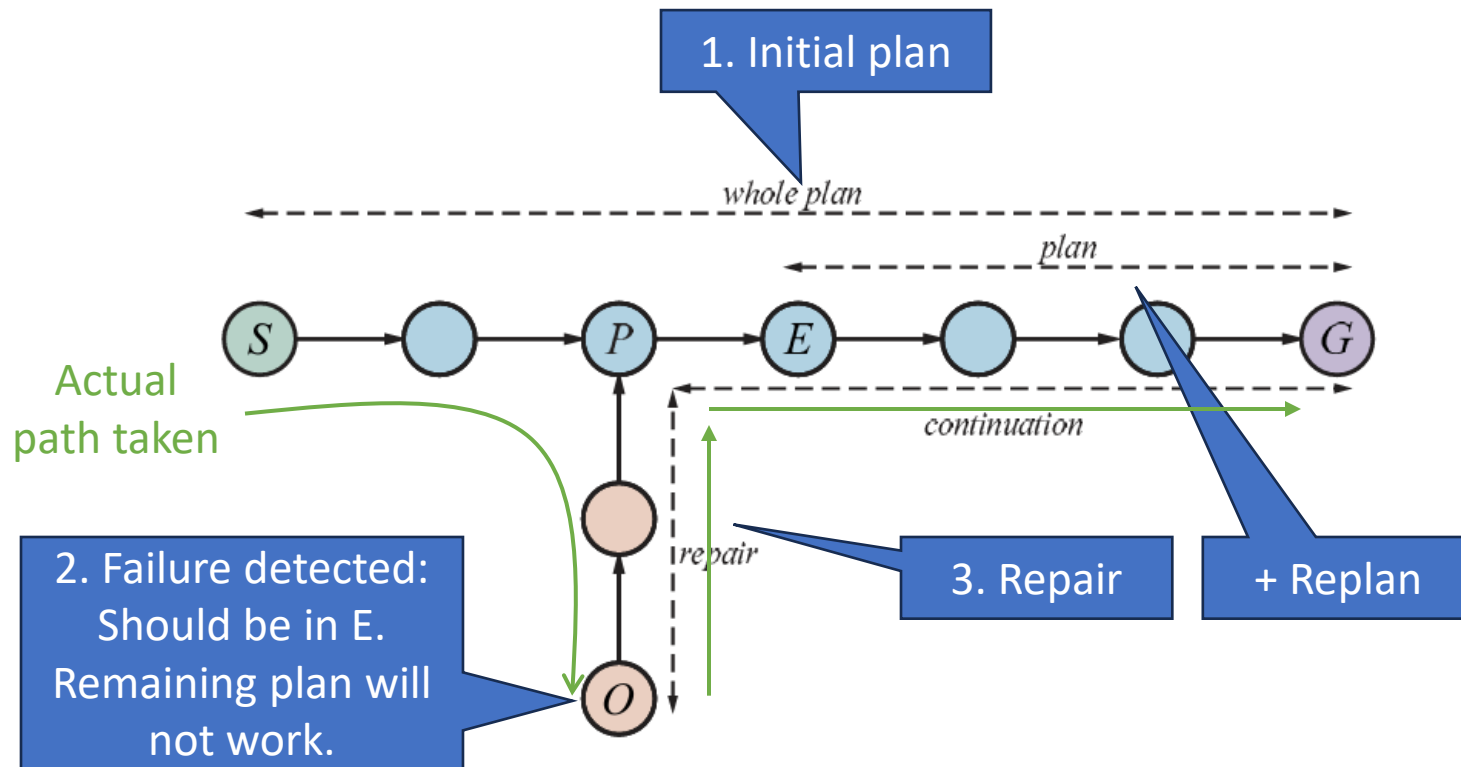 1. Initial plan
whole plan
plan
S
P
E
G
Actual
path taken
continuation
2. Failure detected:
Should be in E.
Remaining plan will
not work.
repair
3. Repair
+ Replan
O